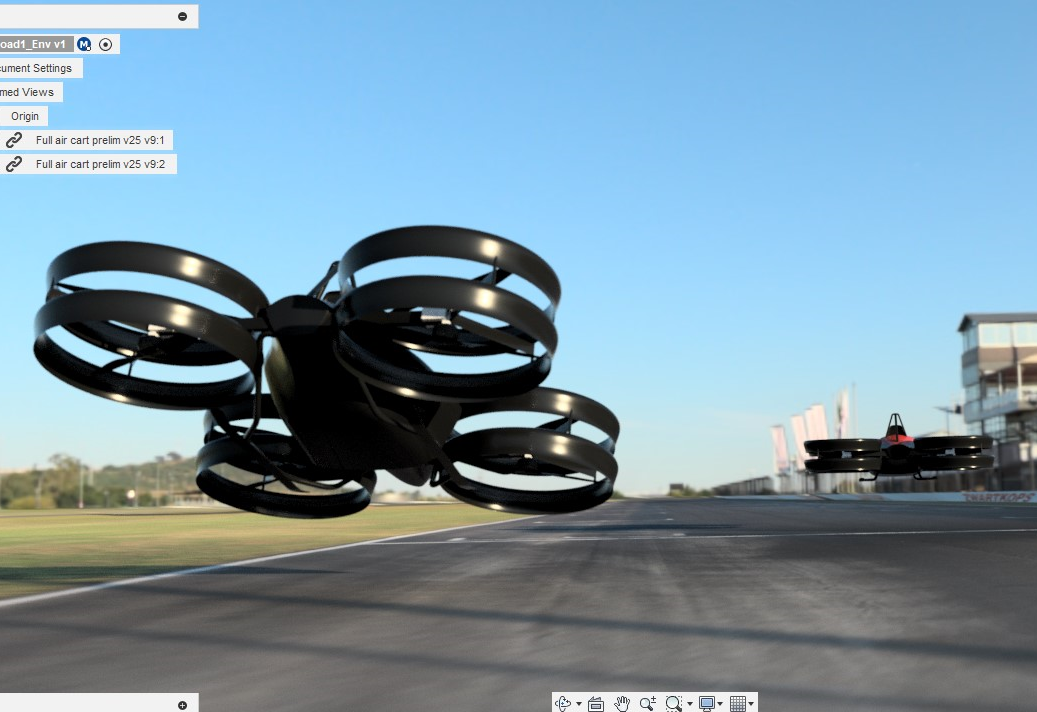 oad1_Env v1
cument Settings
med Views
Origin
Full air cart prelim v25 v9:1
Full air cart prelim v25 v9:2